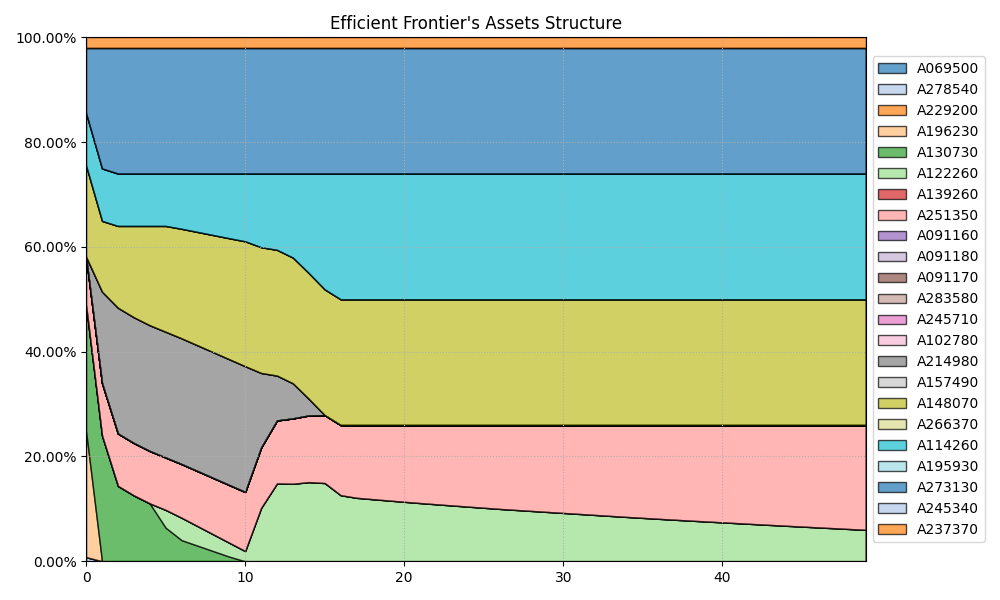 Efficient Frontier's Assets Structure
100.00%
80.00%
60.00%
40.00%
20.00%
0.00%
0
10
20
30
40
A069500
A278540
A229200
A196230
A130730
A122260
A139260
A251350
A091160
A091180
A091170
A283580
A245710
A102780
A214980
A157490
A148070
A266370
A114260
A195930
A273130
A245340
A237370